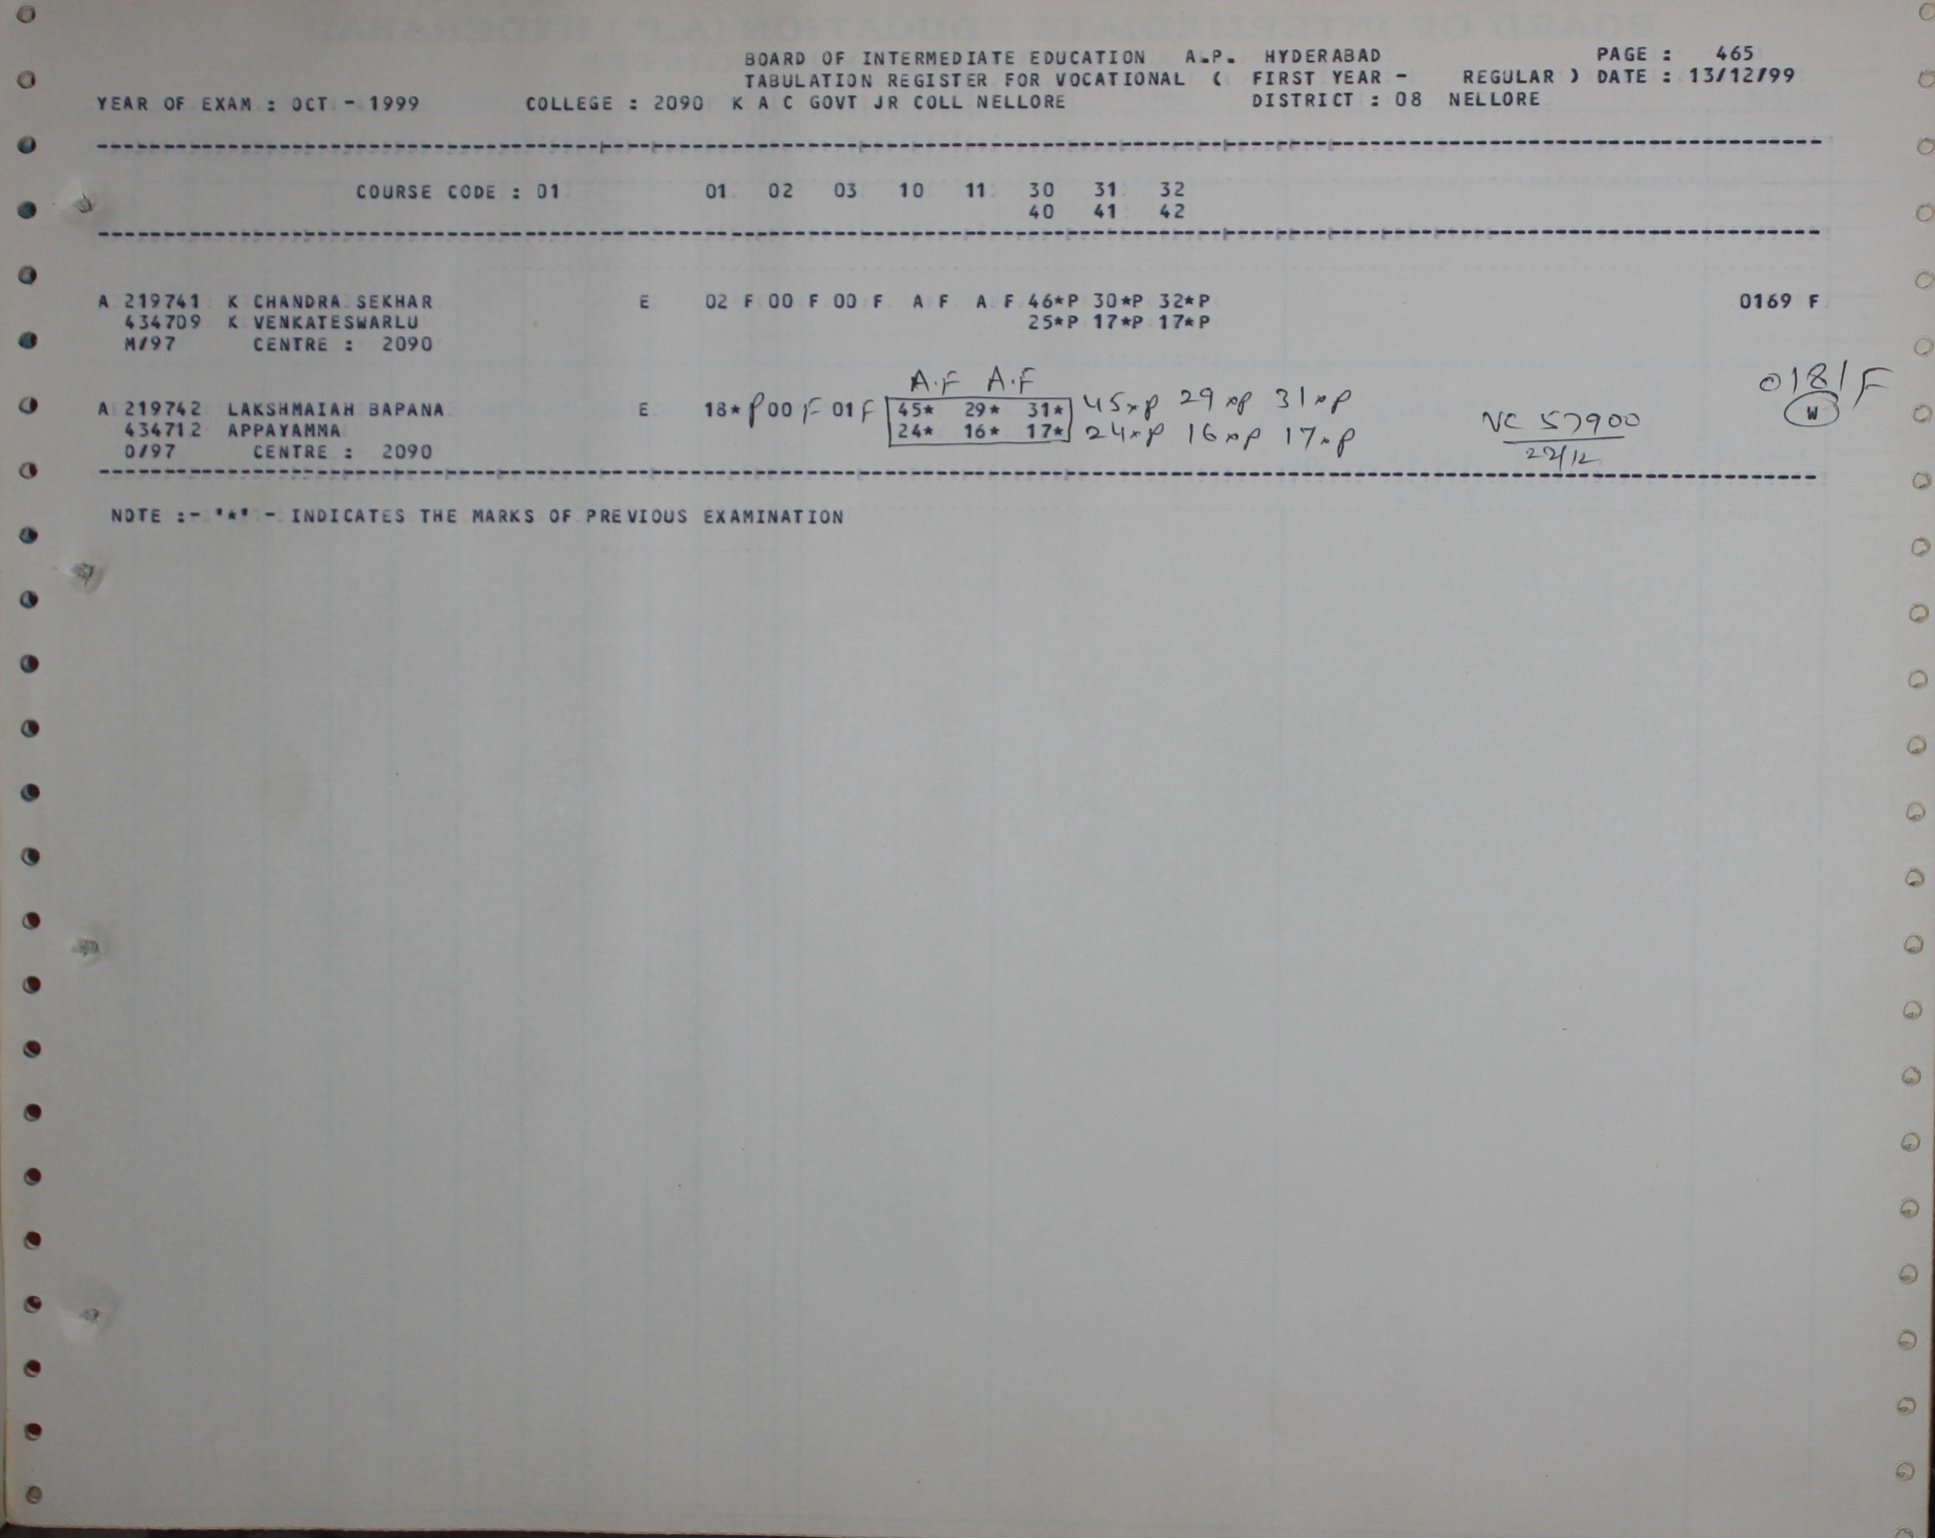 BOARD OF INTERMEDIATE EDUCATION A.P. HYDERABAD PAGE : 465
TABULATION REGISTER FOR VOCATIONAL ( FIRST YEAR - REGULAR ) DATE : 13/12/99
YEAR OF EXAM : OCT - 1999 COLLEGE : 2090 K A C GOVT JR COLL NELLORE DISTRICT : 08 NELLORE
COURSE CODE : 01 01 02 03 10 11 30 31 32
40 41 42
A 219741 K CHANDRA SEKHAR E 02 F 00 F 00 F A F A F 46*P 30*P 32*P 0169 F
434709 K VENKATESWARLU 25*P 17*P 17*P
M/97 CENTRE : 2090
A.F A.F 0181 F
A 219742 LAKSHMAIAH BAPANA E 18* P 00 F 01 F 45* 29* 31* 45*P 29*P 31*P VC 57900 W
434712 APPAYAMMA 24* 16* 17* 24*P 16*P 17*P 22/12
O/97 CENTRE : 2090
NOTE :- '*' - INDICATES THE MARKS OF PREVIOUS EXAMINATION